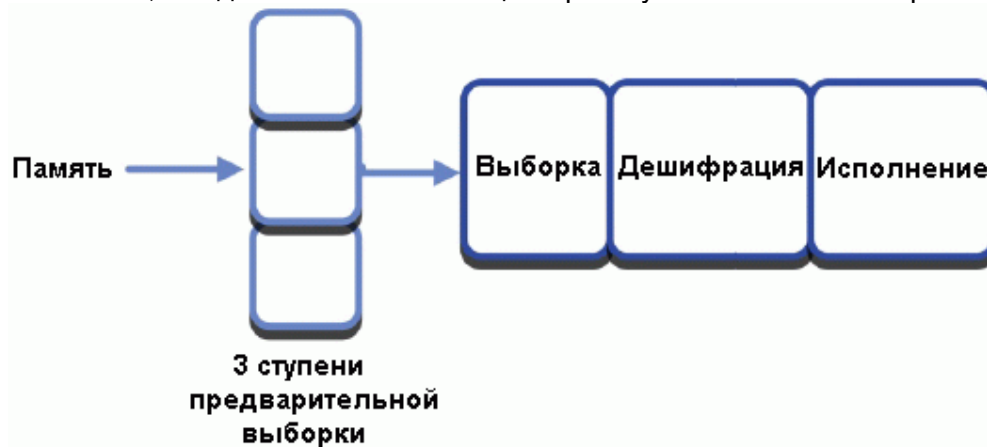 Память
Выборка
Дешифрация
Исполнение
3 ступени
предварительной
выборки